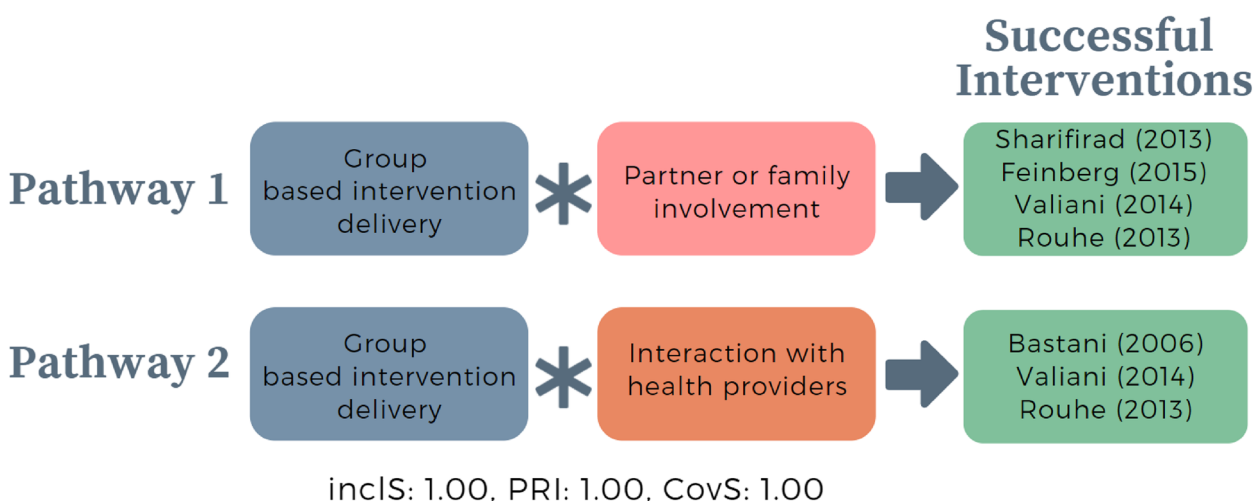 Successful
Interventions
Pathway 1
Group
based intervention
delivery
*
Partner or family
involvement
Sharifirad (2013)
Feinberg (2015)
Valiani (2014)
Rouhe (2013)
Pathway 2
Group
based intervention
delivery
*
Interaction with
health providers
Bastani (2006)
Valiani (2014)
Rouhe (2013)
inclS: 1.00, PRI: 1.00, CovS: 1.00